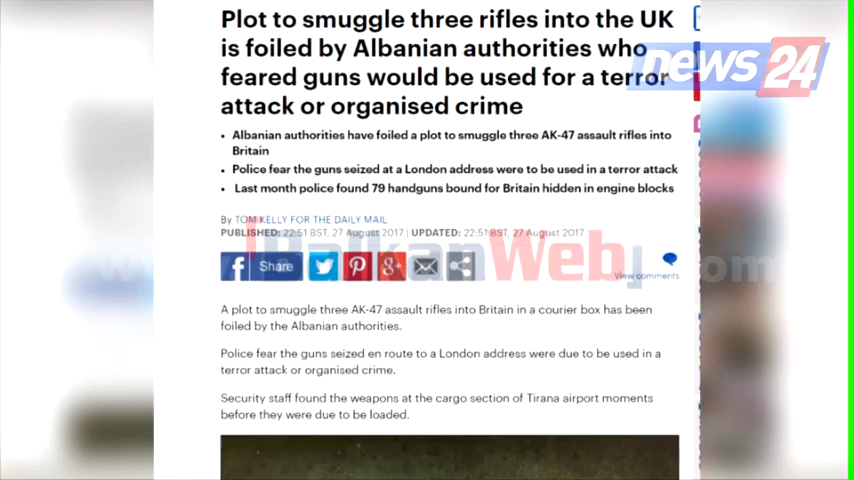 Plot to smuggle three rifles into the UK
is foiled by Albanian authorities who
feared guns would be used for a terror
attack or organised crime
news 24
• Albanian authorities have foiled a plot to smuggle three AK-47 assault rifles into
Britain
• Police fear the guns seized at a London address were to be used in a terror attack
• Last month police found 79 handguns bound for Britain hidden in engine blocks
By TOM KELLY FOR THE DAILY MAIL
PUBLISHED: 22:51 BST, 27 August 2017 | UPDATED: 22:51 BST, 27 August 2017
[BalkanWeb]
www. .com
f Share
g+
View comments
A plot to smuggle three AK-47 assault rifles into Britain in a courier box has been
foiled by the Albanian authorities.
Police fear the guns seized en route to a London address were due to be used in a
terror attack or organised crime.
Security staff found the weapons at the cargo section of Tirana airport moments
before they were due to be loaded.